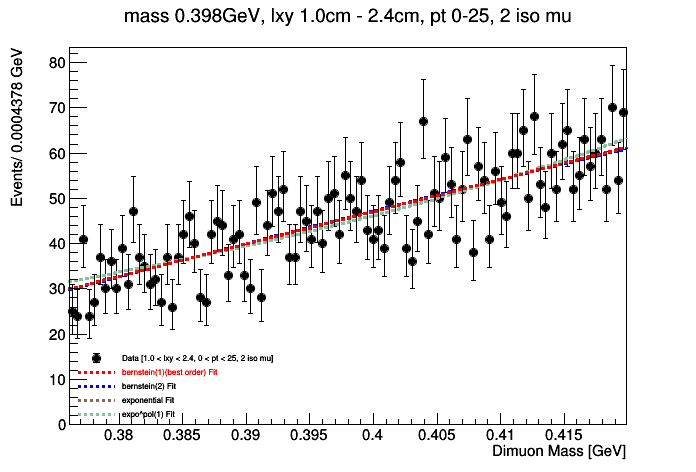 mass 0.398GeV, lxy 1.0cm - 2.4cm, pt 0-25, 2 iso mu
Events/ 0.0004378 GeV
80
70
60
50
40
30
20
10
0
Data [1.0 < lxy < 2.4, 0 < pt < 25, 2 iso mu]
bernstein(1)(best order) Fit
bernstein(2) Fit
exponential Fit
expo^pol(1) Fit
0.38 0.385 0.39 0.395 0.4 0.405 0.41 0.415
Dimuon Mass [GeV]